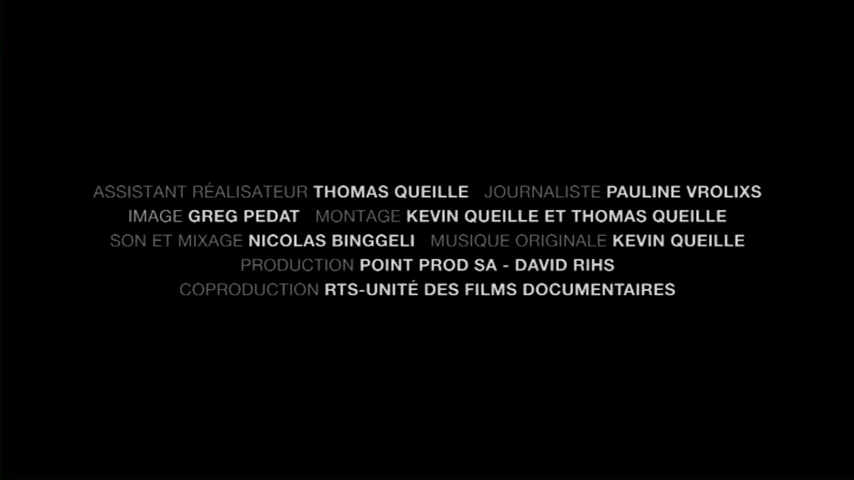 ASSISTANT RÉALISATEUR THOMAS QUEILLE JOURNALISTE PAULINE VROLIXS
IMAGE GREG PEDAT MONTAGE KEVIN QUEILLE ET THOMAS QUEILLE
SON ET MIXAGE NICOLAS BINGGELI MUSIQUE ORIGINALE KEVIN QUEILLE
PRODUCTION POINT PROD SA - DAVID RIHS
COPRODUCTION RTS-UNITÉ DES FILMS DOCUMENTAIRES